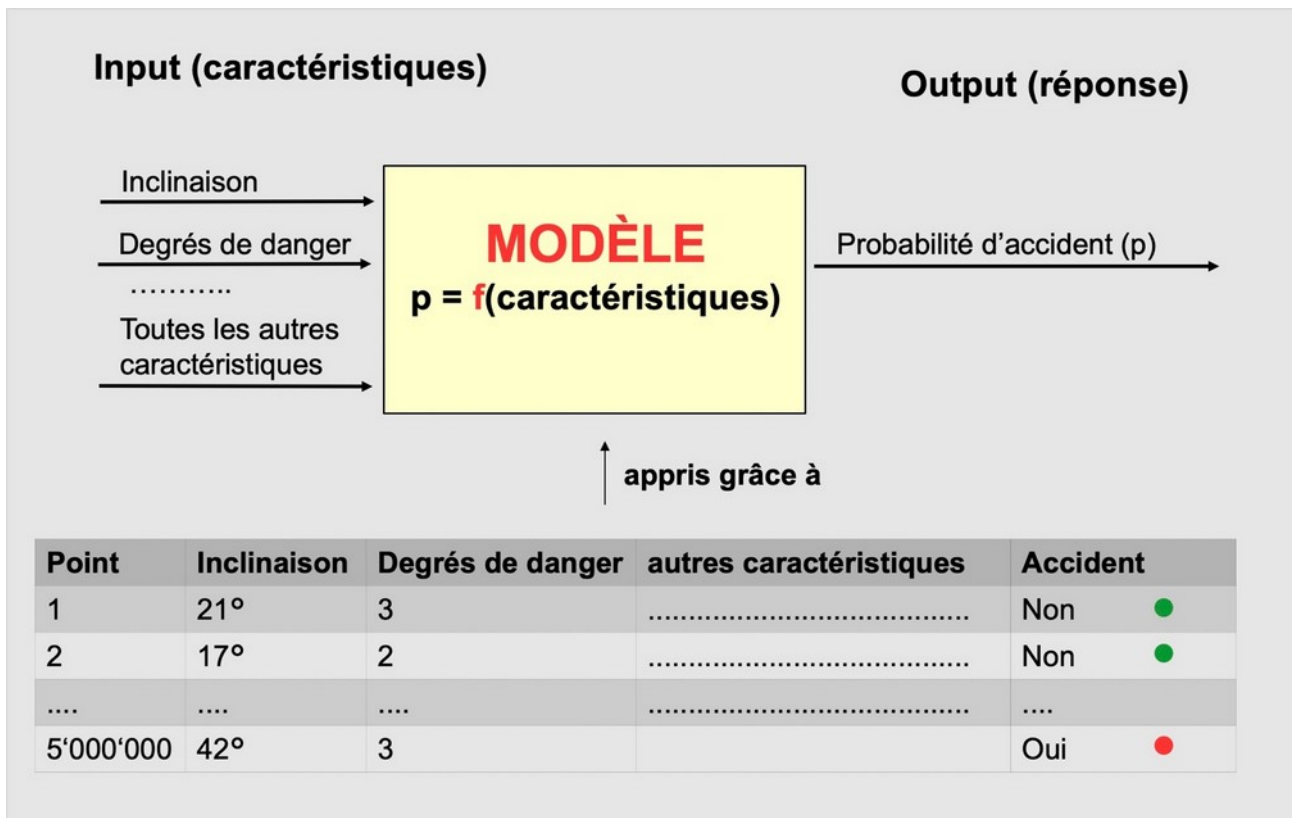 Input (caractéristiques)
Output (réponse)
Inclinaison
Degrés de danger
...........
Toutes les autres
caractéristiques
MODÈLE
p = f(caractéristiques)
Probabilité d'accident (p)
appris grâce à
Point Inclinaison Degrés de danger autres caractéristiques Accident
1 21° 3 ....................................... Non
2 17° 2 ....................................... Non
.... .... .... ....................................... ....
5'000'000 42° 3 Oui